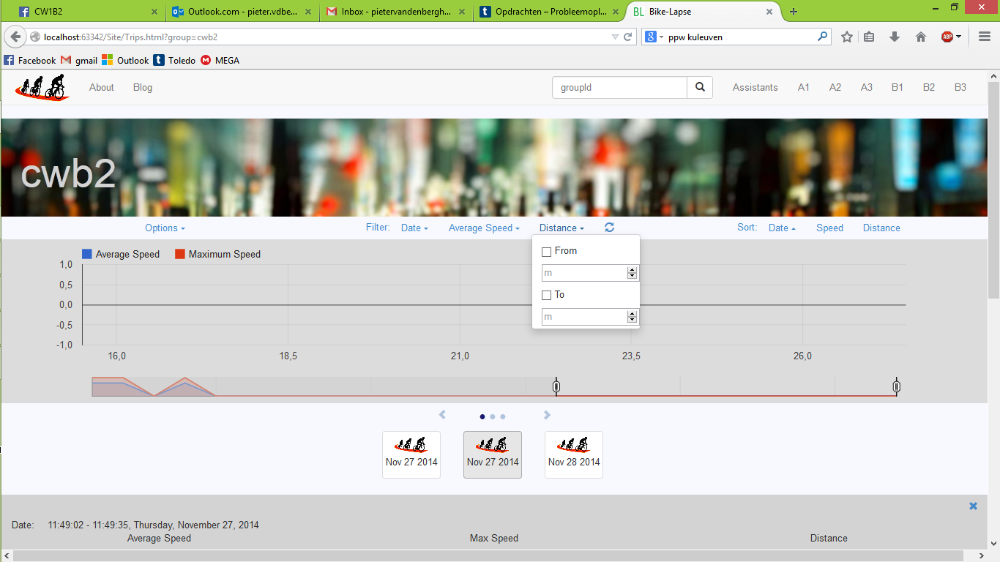 CW1B2
Outlook.com - pieter.vdbe...
Inbox - pietervandenbergh...
Opdrachten – Probleemopl...
BL Bike-Lapse
localhost:63342/Site/Trips.html?group=cwb2
ppw kuleuven
ABP
Facebook gmail Outlook Toledo MEGA
About Blog groupId Assistants A1 A2 A3 B1 B2 B3
cwb2
Options Filter: Date Average Speed Distance Sort: Date Speed Distance
From
m
To
m
Average Speed Maximum Speed
1,0
0,5
0,0
-0,5
-1,0
16,0 18,5 21,0 23,5 26,0
Nov 27 2014 Nov 27 2014 Nov 28 2014
Date: 11:49:02 - 11:49:35, Thursday, November 27, 2014
Average Speed Max Speed Distance